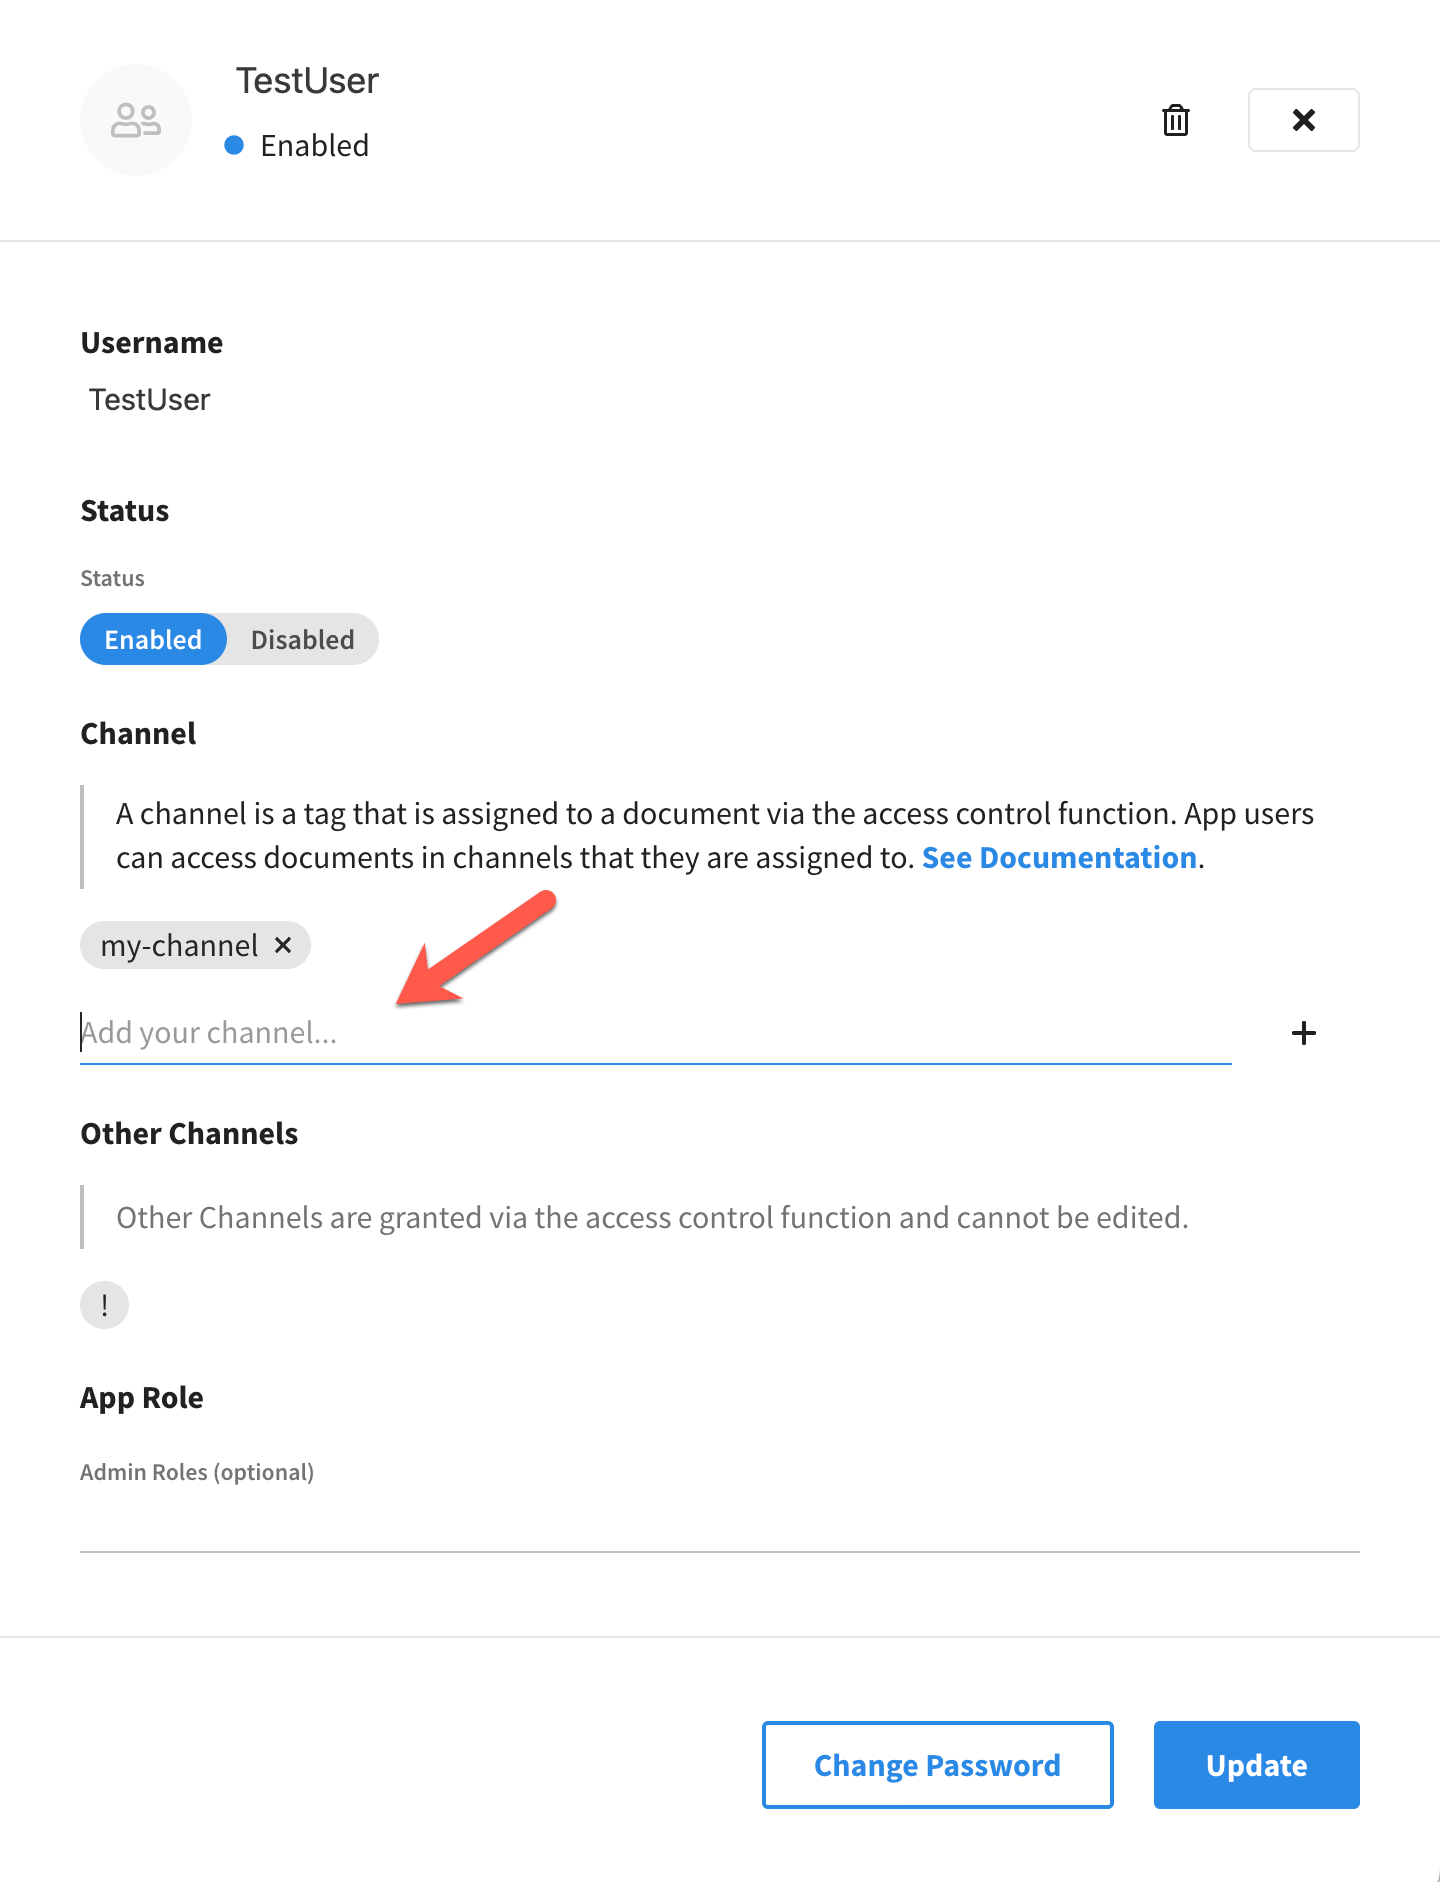 TestUser
Enabled
Username
TestUser
Status
Status
Enabled Disabled
Channel
A channel is a tag that is assigned to a document via the access control function. App users
can access documents in channels that they are assigned to. See Documentation.
my-channel
Add your channel...
Other Channels
Other Channels are granted via the access control function and cannot be edited.
!
App Role
Admin Roles (optional)
Change Password Update